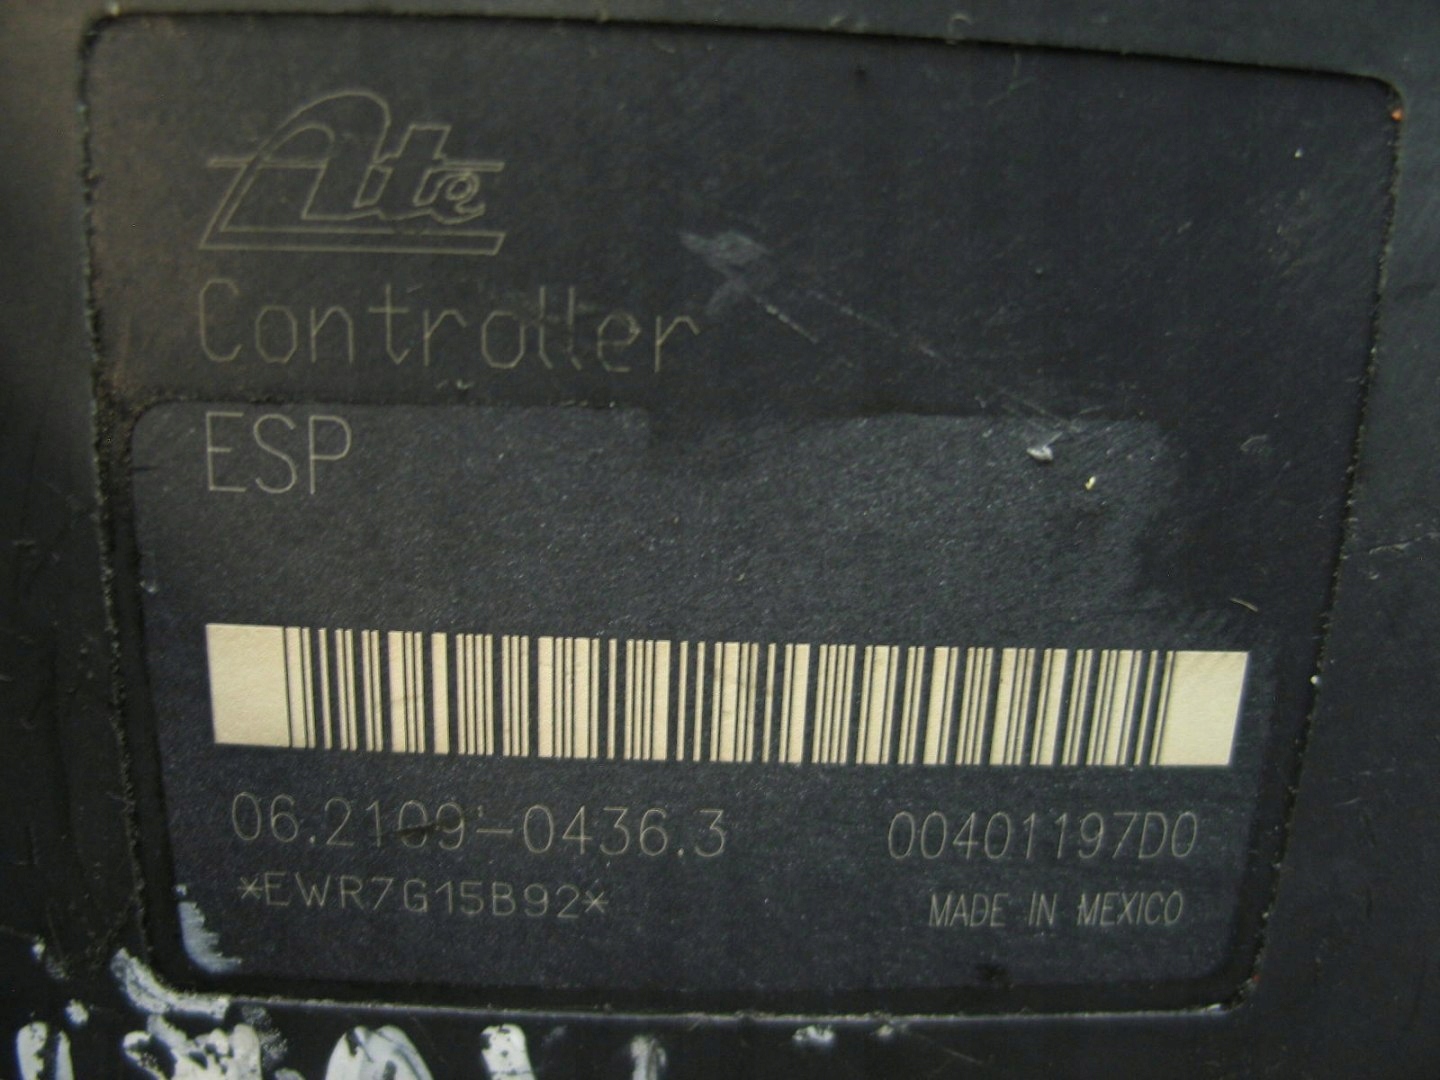 Ate
Controller
ESP
06.2109-0436.3
00401197D0
*EWR7G15B92*
MADE IN MEXICO